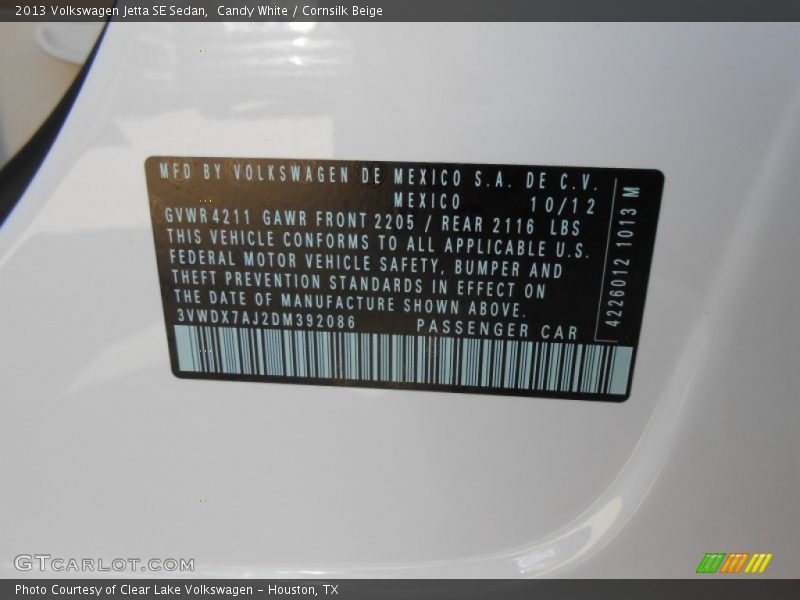 2013 Volkswagen Jetta SE Sedan,  Candy White / Cornsilk Beige
MFD BY VOLKSWAGEN DE MEXICO S.A. DE C.V.
MEXICO 10/12
GVWR 4211 GAWR FRONT 2205 / REAR 2116 LBS
THIS VEHICLE CONFORMS TO ALL APPLICABLE U.S.
FEDERAL MOTOR VEHICLE SAFETY, BUMPER AND
THEFT PREVENTION STANDARDS IN EFFECT ON
THE DATE OF MANUFACTURE SHOWN ABOVE.
3VWDX7AJ2DM392086 PASSENGER CAR
4226012 1013 M
GTCARLOT.COM
Photo Courtesy of Clear Lake Volkswagen – Houston, TX